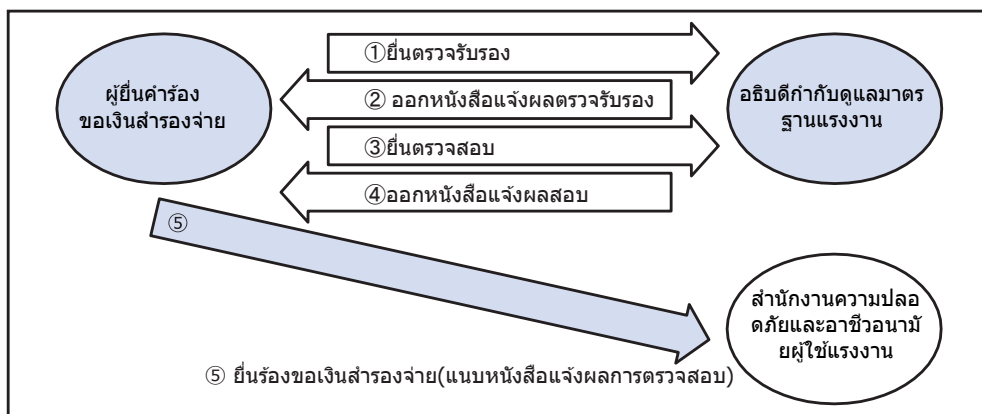 ①ยื่นตรวจรับรอง
ผู้ยื่นคำร้อง
ขอเงินสำรองจ่าย
② ออกหนังสือแจ้งผลตรวจรับรอง
อธิบดีกำกับดูแลมาตร
ฐานแรงงาน
③ยื่นตรวจสอบ
④ออกหนังสือแจ้งผลสอบ
⑤
สำนักงานความปลอ
ดภัยและอาชีวอนามั
ยผู้ใช้แรงงาน
⑤ ยื่นร้องขอเงินสำรองจ่าย(แนบหนังสือแจ้งผลการตรวจสอบ)